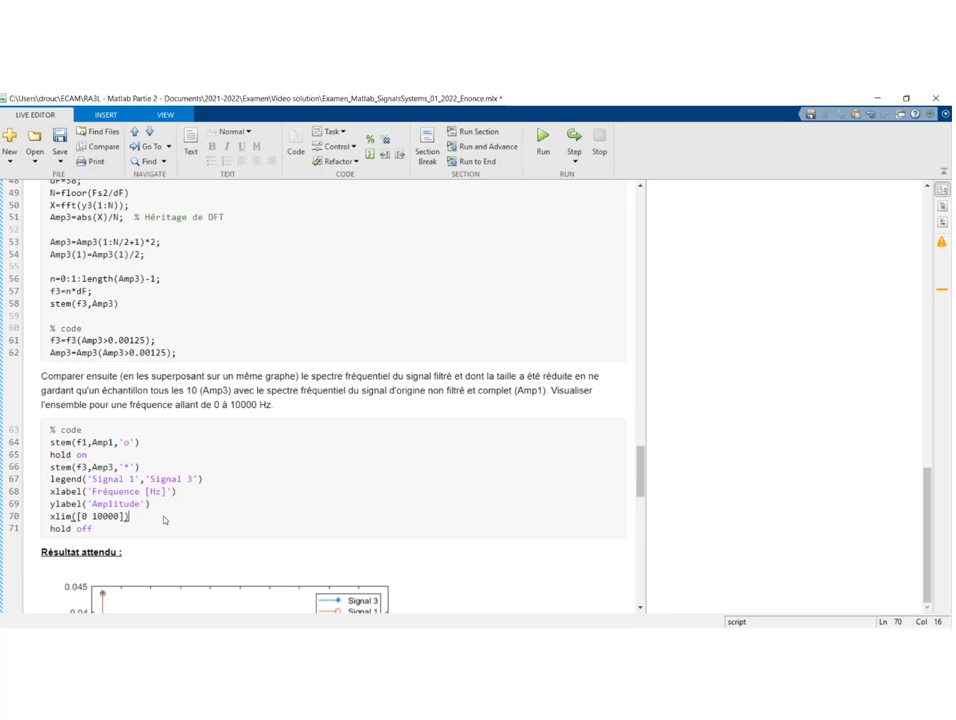 C:\Users\drouc\ECAM\RA3L - Matlab Partie 2 - Documents\2021-2022\Examen\Video solution\Examen_Matlab_SignalsSystems_01_2022_Enonce.mlx *
LIVE EDITOR INSERT VIEW
New Open Save Find Files Compare Print Go To Find Text Normal B I U M Code Task Control Refactor Section Break Run Section Run and Advance Run to End Run Step Stop
FILE NAVIGATE TEXT CODE SECTION RUN
48 dF=38;
49 N=floor(Fs2/dF)
50 X=fft(y3(1:N));
51 Amp3=abs(X)/N; % Héritage de DFT
52
53 Amp3=Amp3(1:N/2+1)*2;
54 Amp3(1)=Amp3(1)/2;
55
56 n=0:1:length(Amp3)-1;
57 f3=n*dF;
58 stem(f3,Amp3)
59
60 % code
61 f3=f3(Amp3>0.00125);
62 Amp3=Amp3(Amp3>0.00125);
Comparer ensuite (en les superposant sur un même graphe) le spectre fréquentiel du signal filtré et dont la taille a été réduite en ne
gardant qu'un échantillon tous les 10 (Amp3) avec le spectre fréquentiel du signal d'origine non filtré et complet (Amp1). Visualiser
l'ensemble pour une fréquence allant de 0 à 10000 Hz.
63 % code
64 stem(f1,Amp1,'o')
65 hold on
66 stem(f3,Amp3,'*')
67 legend('Signal 1','Signal 3')
68 xlabel('Fréquence [Hz]')
69 ylabel('Amplitude')
70 xlim([0 10000])
71 hold off
Résultat attendu :
0.045
Signal 3
0.04
Signal 1
script Ln 70 Col 16